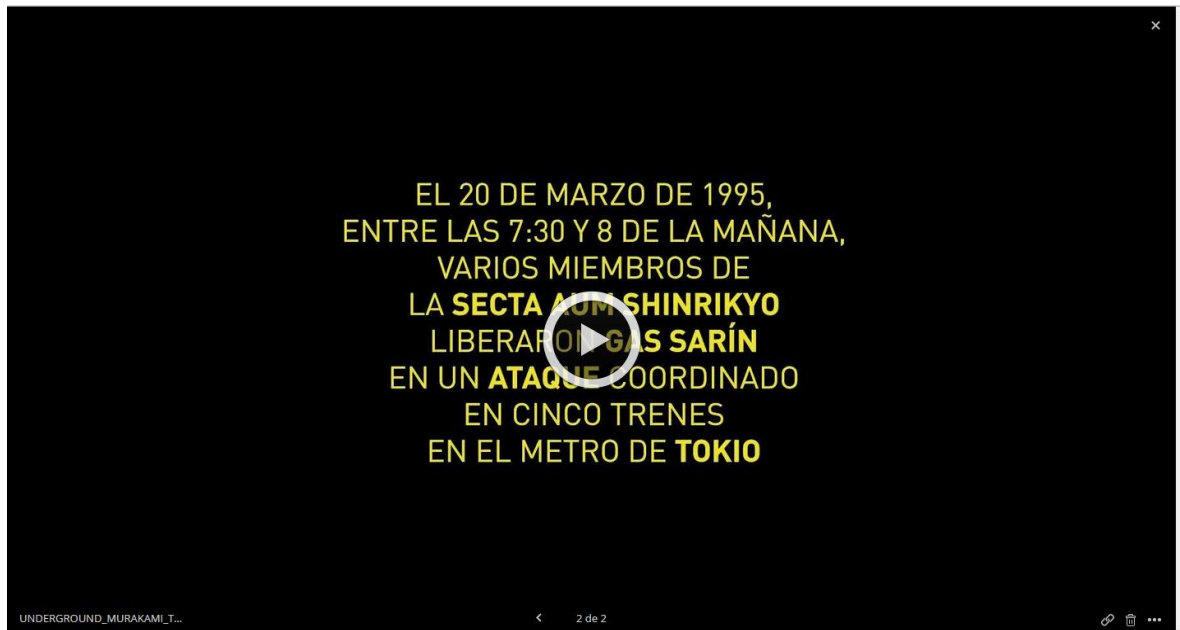 EL 20 DE MARZO DE 1995,
ENTRE LAS 7:30 Y 8 DE LA MAÑANA,
VARIOS MIEMBROS DE
LA SECTA AUM SHINRIKYO
LIBERARON GAS SARÍN
EN UN ATAQUE COORDINADO
EN CINCO TRENES
EN EL METRO DE TOKIO
UNDERGROUND_MURAKAMI_T... 2 de 2